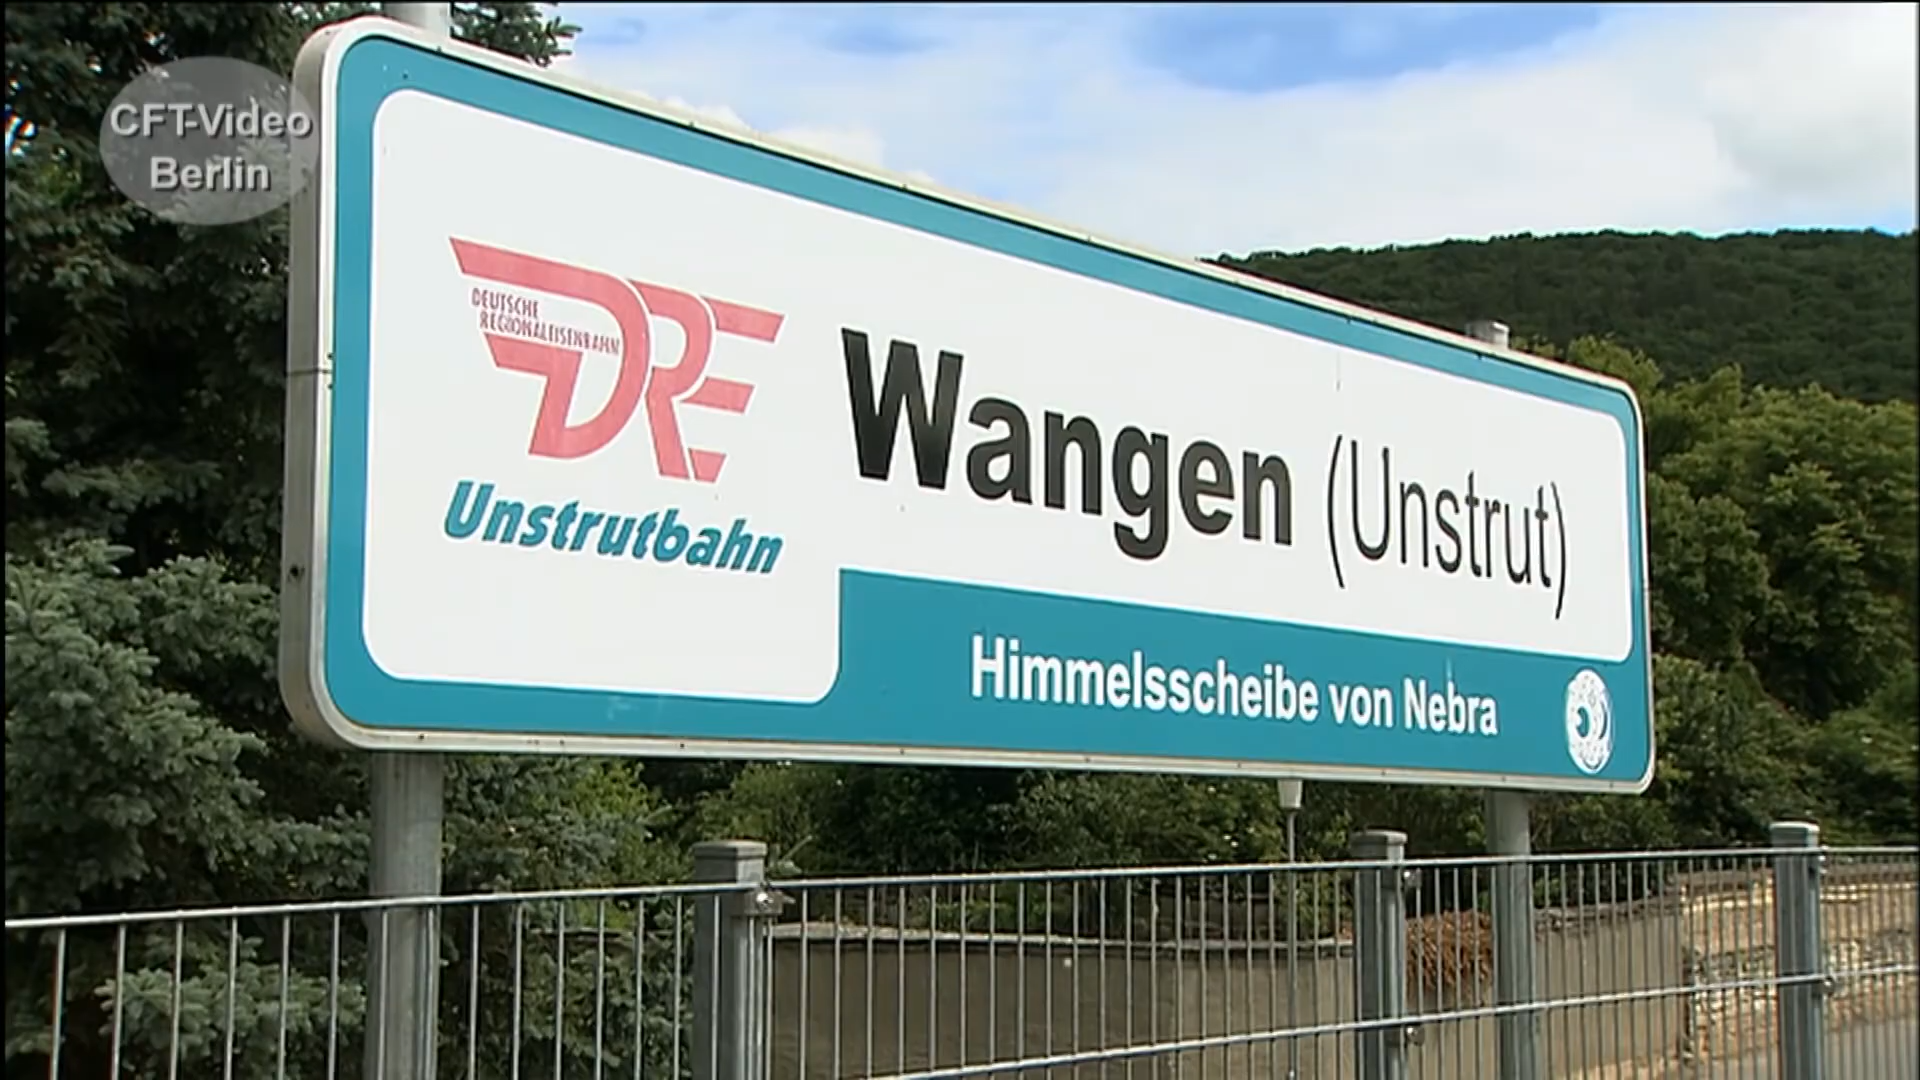 CFT-Video
Berlin
DRE
DEUTSCHE
REGIONALEISENBAHN
Unstrutbahn
Wangen (Unstrut)
Himmelsscheibe von Nebra